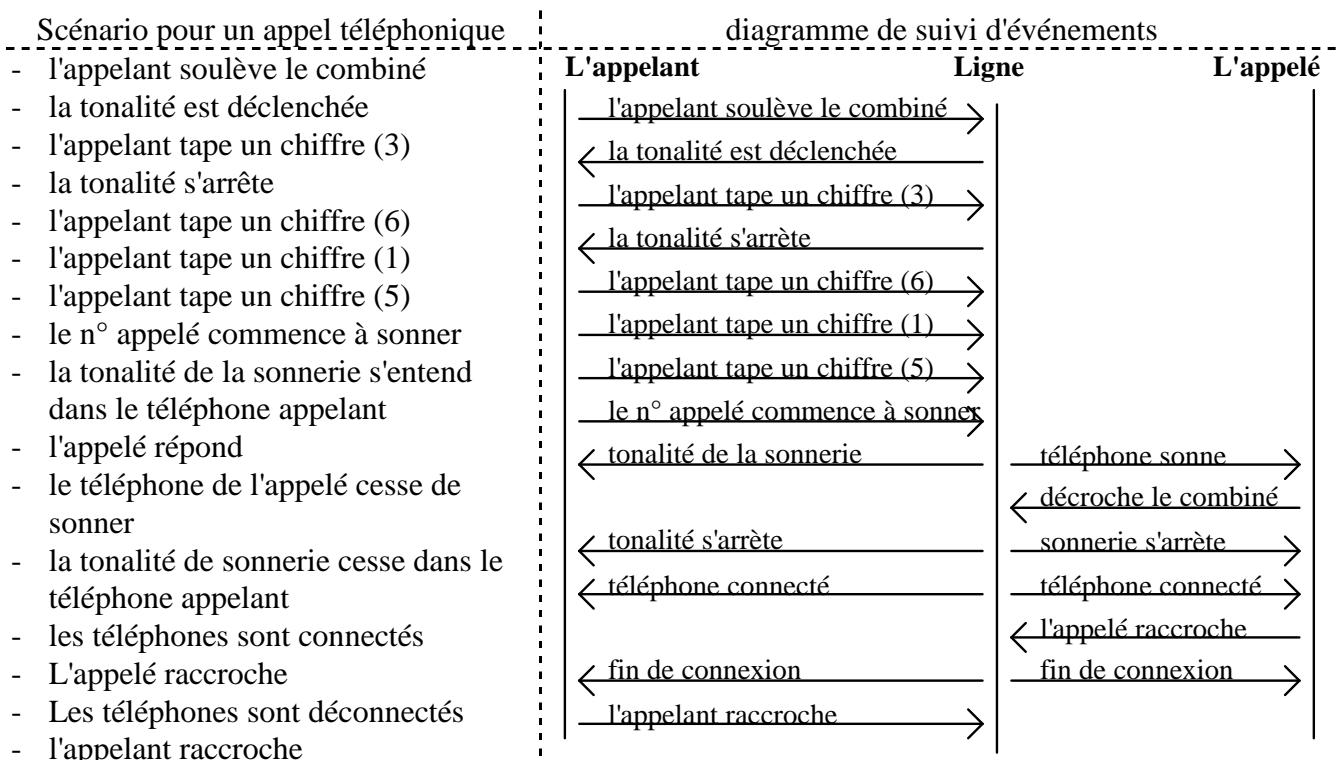 Scénario pour un appel téléphonique
- l'appelant soulève le combiné
- la tonalité est déclenchée
- l'appelant tape un chiffre (3)
- la tonalité s'arrête
- l'appelant tape un chiffre (6)
- l'appelant tape un chiffre (1)
- l'appelant tape un chiffre (5)
- le n° appelé commence à sonner
- la tonalité de la sonnerie s'entend
dans le téléphone appelant
- l'appelé répond
- le téléphone de l'appelé cesse de
sonner
- la tonalité de sonnerie cesse dans le
téléphone appelant
- les téléphones sont connectés
- L'appelé raccroche
- Les téléphones sont déconnectés
- l'appelant raccroche
diagramme de suivi d'événements
L'appelant Ligne L'appelé
l'appelant soulève le combiné
la tonalité est déclenchée
l'appelant tape un chiffre (3)
la tonalité s'arrète
l'appelant tape un chiffre (6)
l'appelant tape un chiffre (1)
l'appelant tape un chiffre (5)
le n° appelé commence à sonner
tonalité de la sonnerie téléphone sonne
décroche le combiné
tonalité s'arrète sonnerie s'arrète
téléphone connecté téléphone connecté
l'appelé raccroche
fin de connexion fin de connexion
l'appelant raccroche